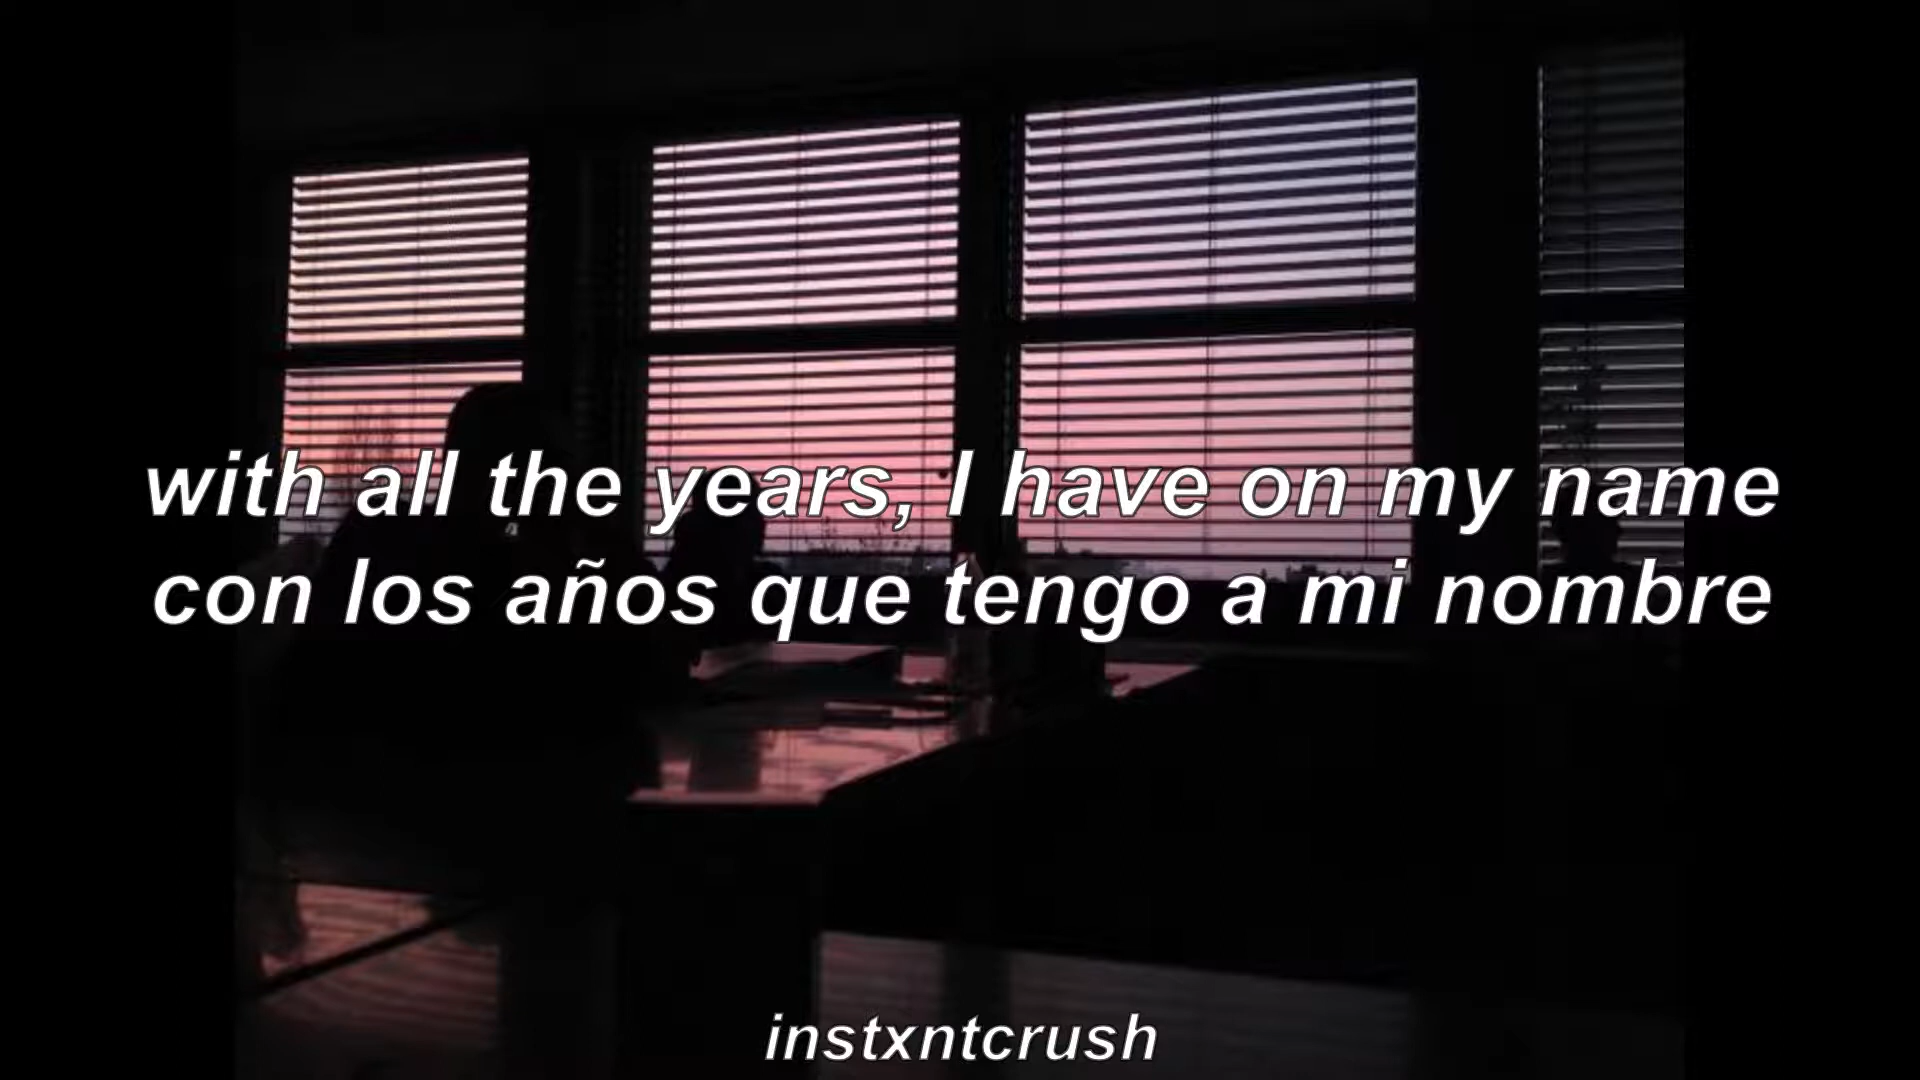 with all the years, I have on my name
con los años que tengo a mi nombre
instxntcrush